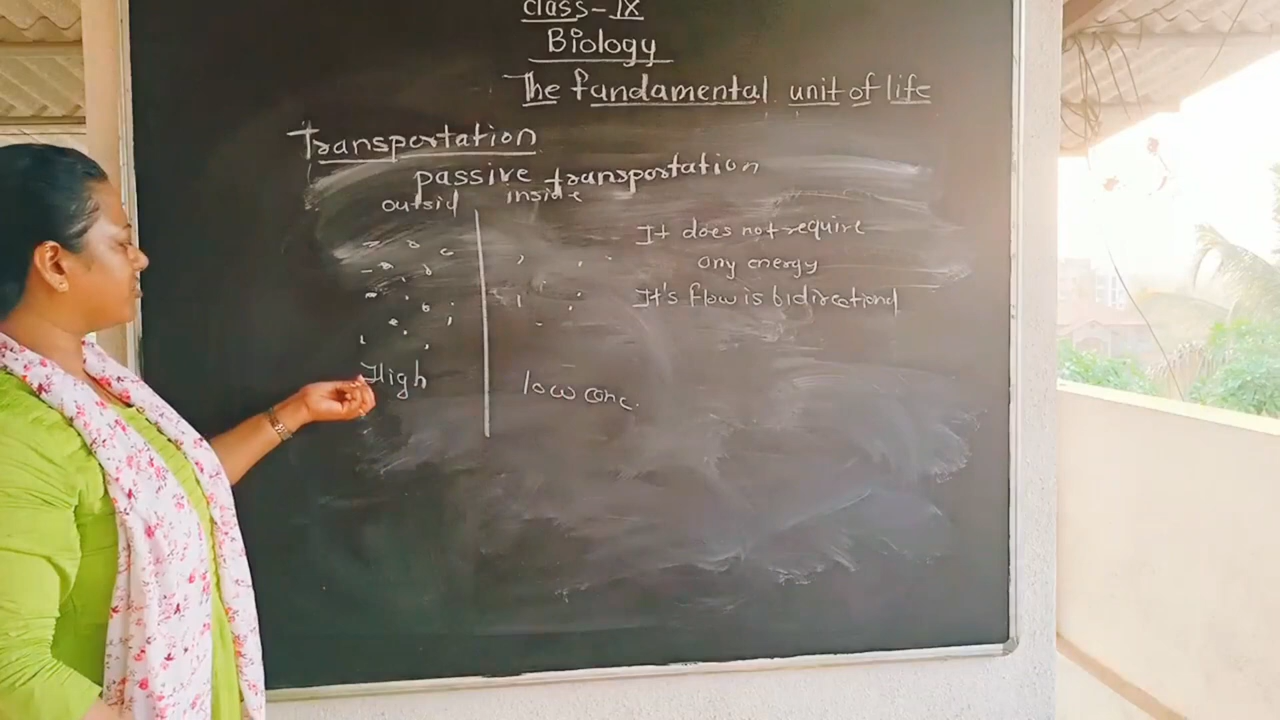 class-IX
Biology
The fundamental unit of life
Transportation
passive transportation
outsid inside
It does not require
any energy
It's flow is bidirectional
High low conc.